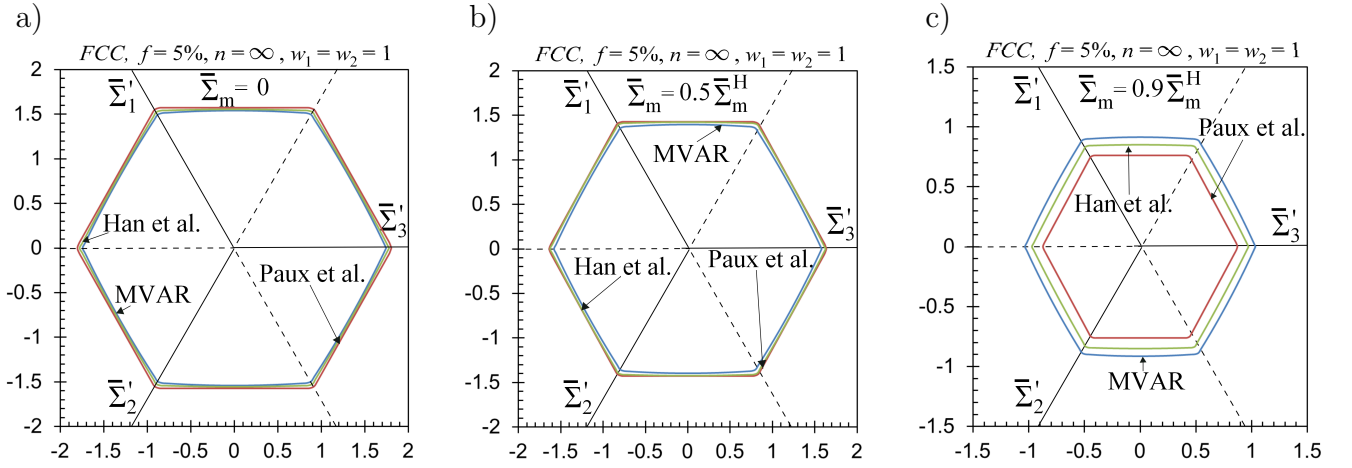 a)
FCC, f = 5%, n = ∞ , w₁ = w₂ = 1
Σ̅₁′
Σ̅ₘ = 0
Σ̅₃′
Han et al.
Paux et al.
MVAR
Σ̅₂′
2
1.5
1
0.5
0
-0.5
-1
-1.5
-2
-2 -1.5 -1 -0.5 0 0.5 1 1.5 2
b)
FCC, f = 5%, n = ∞ , w₁ = w₂ = 1
Σ̅₁′
Σ̅ₘ = 0.5 Σ̅ₘᴴ
MVAR
Σ̅₃′
Han et al.
Paux et al.
Σ̅₂′
2
1.5
1
0.5
0
-0.5
-1
-1.5
-2
-2 -1.5 -1 -0.5 0 0.5 1 1.5 2
c)
FCC, f = 5%, n = ∞ , w₁ = w₂ = 1
Σ̅₁′
Σ̅ₘ = 0.9 Σ̅ₘᴴ
Paux et al.
Han et al.
Σ̅₃′
MVAR
Σ̅₂′
1.5
1
0.5
0
-0.5
-1
-1.5
-1.5 -1 -0.5 0 0.5 1 1.5